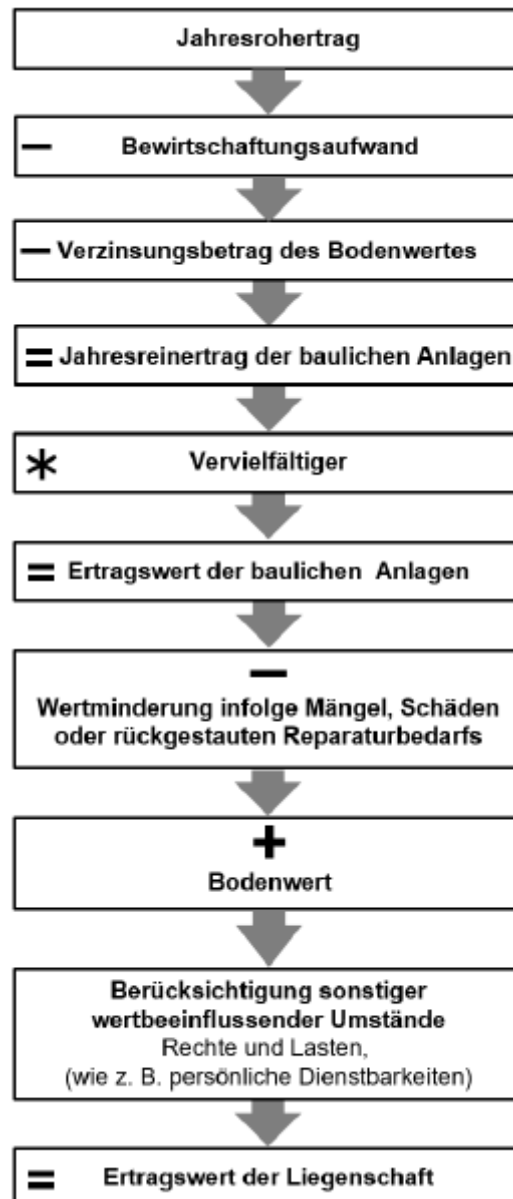 Jahresrohertrag
− Bewirtschaftungsaufwand
− Verzinsungsbetrag des Bodenwertes
= Jahresreinertrag der baulichen Anlagen
* Vervielfältiger
= Ertragswert der baulichen Anlagen
−
Wertminderung infolge Mängel, Schäden
oder rückgestauten Reparaturbedarfs
+
Bodenwert
Berücksichtigung sonstiger
wertbeeinflussender Umstände
Rechte und Lasten,
(wie z. B. persönliche Dienstbarkeiten)
= Ertragswert der Liegenschaft